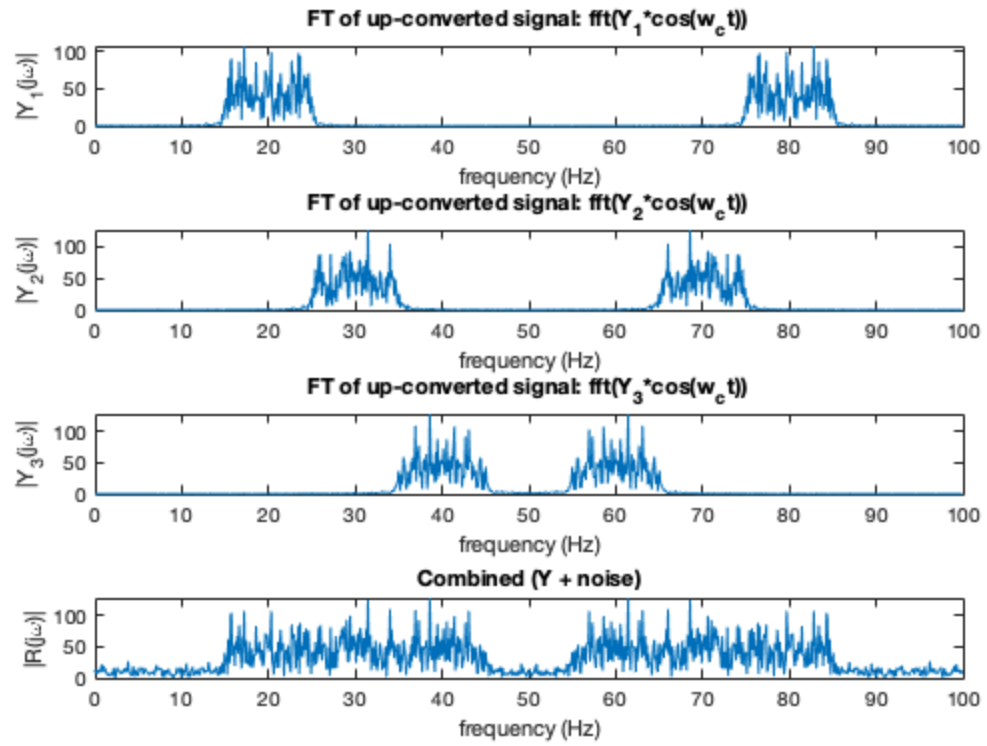 FT of up-converted signal: fft(Y1*cos(wct))
|Y1(jω)|
100
50
0
0 10 20 30 40 50 60 70 80 90 100
frequency (Hz)
FT of up-converted signal: fft(Y2*cos(wct))
|Y2(jω)|
100
50
0
0 10 20 30 40 50 60 70 80 90 100
frequency (Hz)
FT of up-converted signal: fft(Y3*cos(wct))
|Y3(jω)|
100
50
0
0 10 20 30 40 50 60 70 80 90 100
frequency (Hz)
Combined (Y + noise)
|R(jω)|
100
50
0
0 10 20 30 40 50 60 70 80 90 100
frequency (Hz)